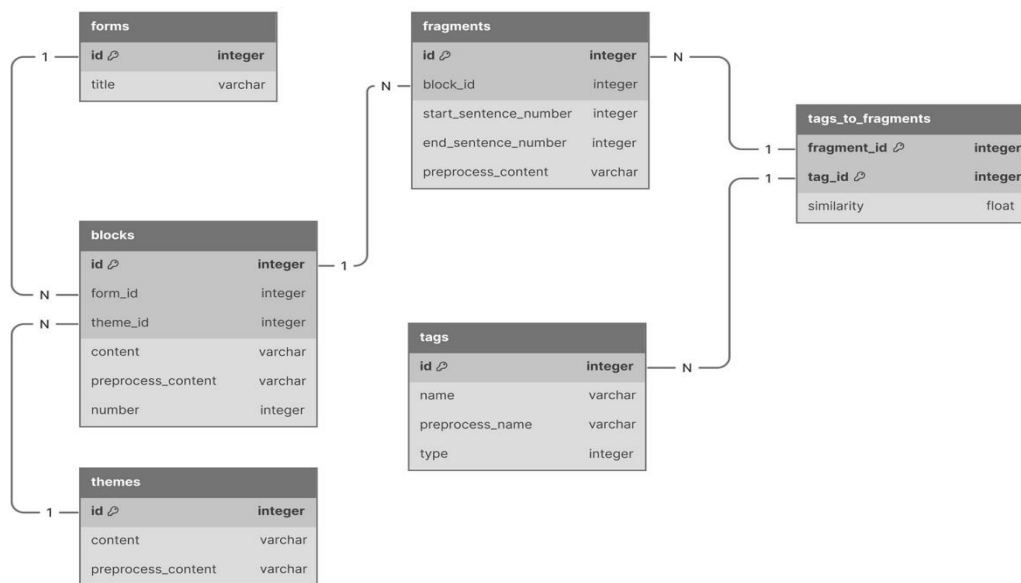 forms
id integer
title varchar
1
N
blocks
id integer
form_id integer
theme_id integer
content varchar
preprocess_content varchar
number integer
N
1
themes
id integer
content varchar
preprocess_content varchar
1
N
fragments
id integer
block_id integer
start_sentence_number integer
end_sentence_number integer
preprocess_content varchar
N
1
tags
id integer
name varchar
preprocess_name varchar
type integer
N
1
tags_to_fragments
fragment_id integer
tag_id integer
similarity float